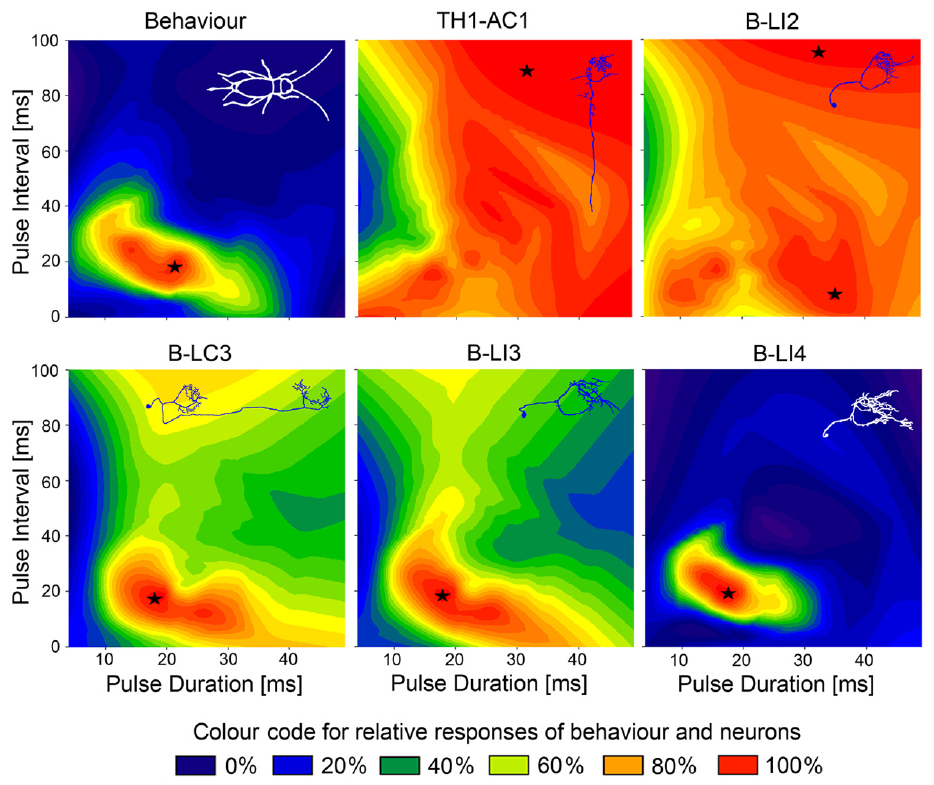 Behaviour
TH1-AC1
B-LI2
Pulse Interval [ms]
100
80
60
40
20
0
B-LC3
B-LI3
B-LI4
Pulse Interval [ms]
100
80
60
40
20
0
10 20 30 40
10 20 30 40
10 20 30 40
Pulse Duration [ms]
Pulse Duration [ms]
Pulse Duration [ms]
Colour code for relative responses of behaviour and neurons
0% 20% 40% 60% 80% 100%